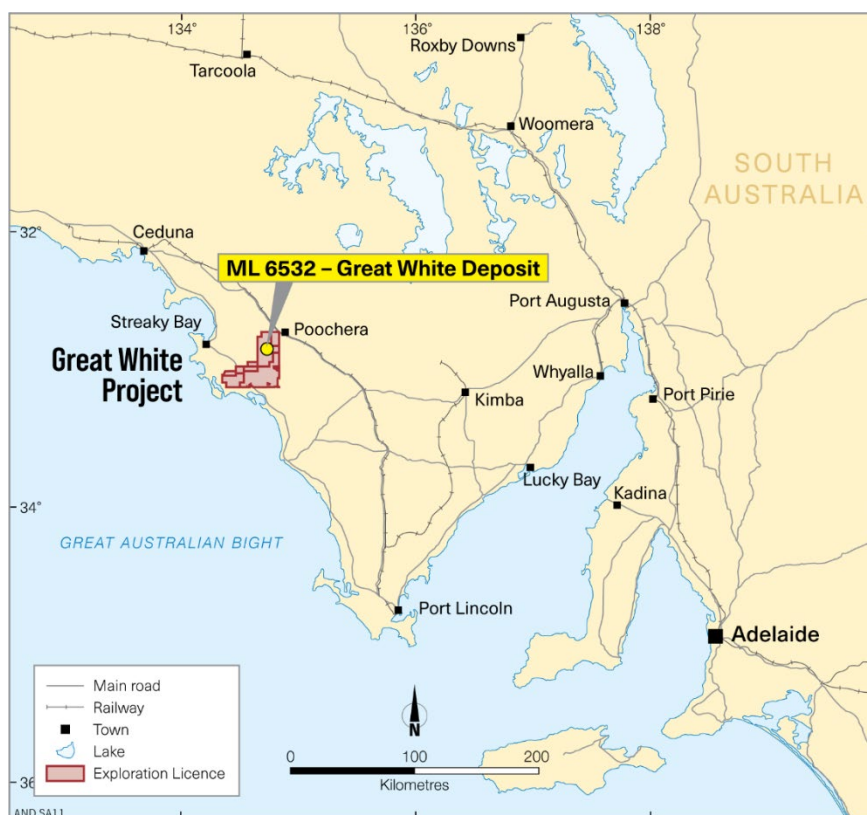 134°
136°
138°
Roxby Downs
Tarcoola
Woomera
SOUTH
AUSTRALIA
32°
Ceduna
ML 6532 – Great White Deposit
Port Augusta
Streaky Bay
Poochera
Great White
Project
Whyalla
Kimba
Port Pirie
Lucky Bay
Kadina
34°
GREAT AUSTRALIAN BIGHT
Port Lincoln
Adelaide
Main road
Railway
Town
Lake
Exploration Licence
N
0 100 200
Kilometres
36
AND SA11